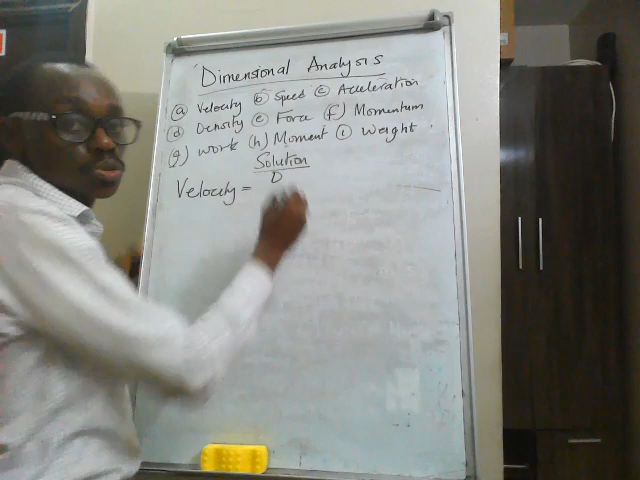 Dimensional Analysis
(a) Velocity (b) Speed (c) Acceleration
(d) Density (e) Force (f) Momentum
(g) work (h) Moment (i) Weight.
Solution
Velocity = D